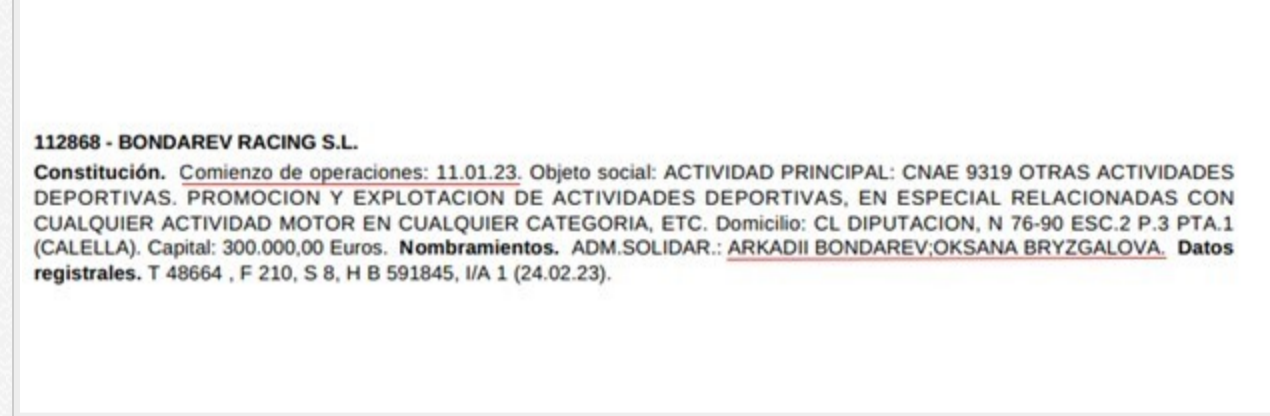 112868 - BONDAREV RACING S.L.
Constitución. Comienzo de operaciones: 11.01.23. Objeto social: ACTIVIDAD PRINCIPAL: CNAE 9319 OTRAS ACTIVIDADES
DEPORTIVAS. PROMOCION Y EXPLOTACION DE ACTIVIDADES DEPORTIVAS, EN ESPECIAL RELACIONADAS CON
CUALQUIER ACTIVIDAD MOTOR EN CUALQUIER CATEGORIA, ETC. Domicilio: CL DIPUTACION, N 76-90 ESC.2 P.3 PTA.1
(CALELLA). Capital: 300.000,00 Euros. Nombramientos. ADM.SOLIDAR.: ARKADII BONDAREV;OKSANA BRYZGALOVA. Datos
registrales. T 48664 , F 210, S 8, H B 591845, I/A 1 (24.02.23).